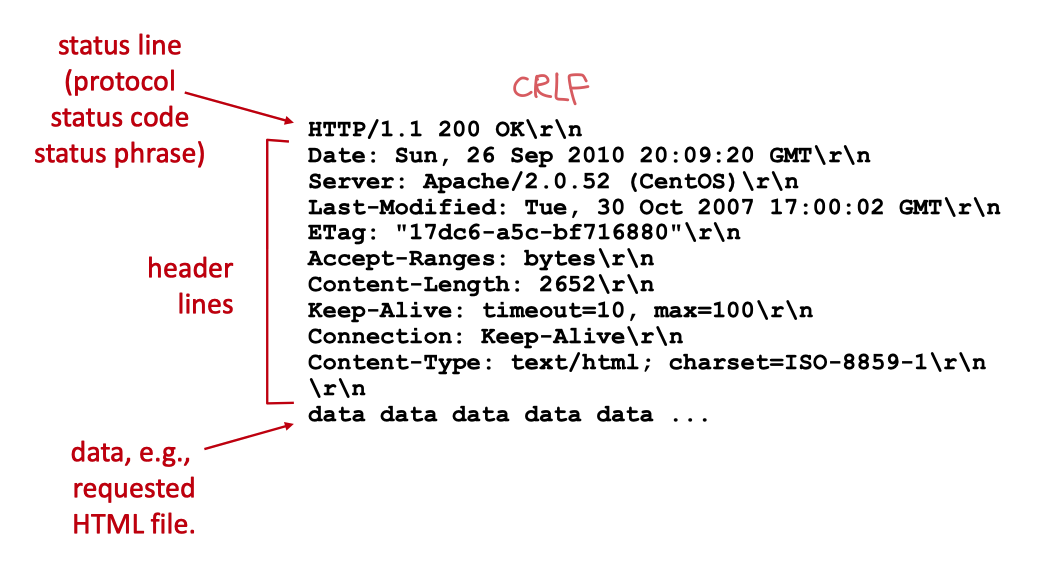 status line
(protocol
status code
status phrase)
CRLF
HTTP/1.1 200 OK\r\n
Date: Sun, 26 Sep 2010 20:09:20 GMT\r\n
Server: Apache/2.0.52 (CentOS)\r\n
Last-Modified: Tue, 30 Oct 2007 17:00:02 GMT\r\n
ETag: "17dc6-a5c-bf716880"\r\n
Accept-Ranges: bytes\r\n
Content-Length: 2652\r\n
Keep-Alive: timeout=10, max=100\r\n
Connection: Keep-Alive\r\n
Content-Type: text/html; charset=ISO-8859-1\r\n
\r\n
data data data data data ...
header
lines
data, e.g.,
requested
HTML file.